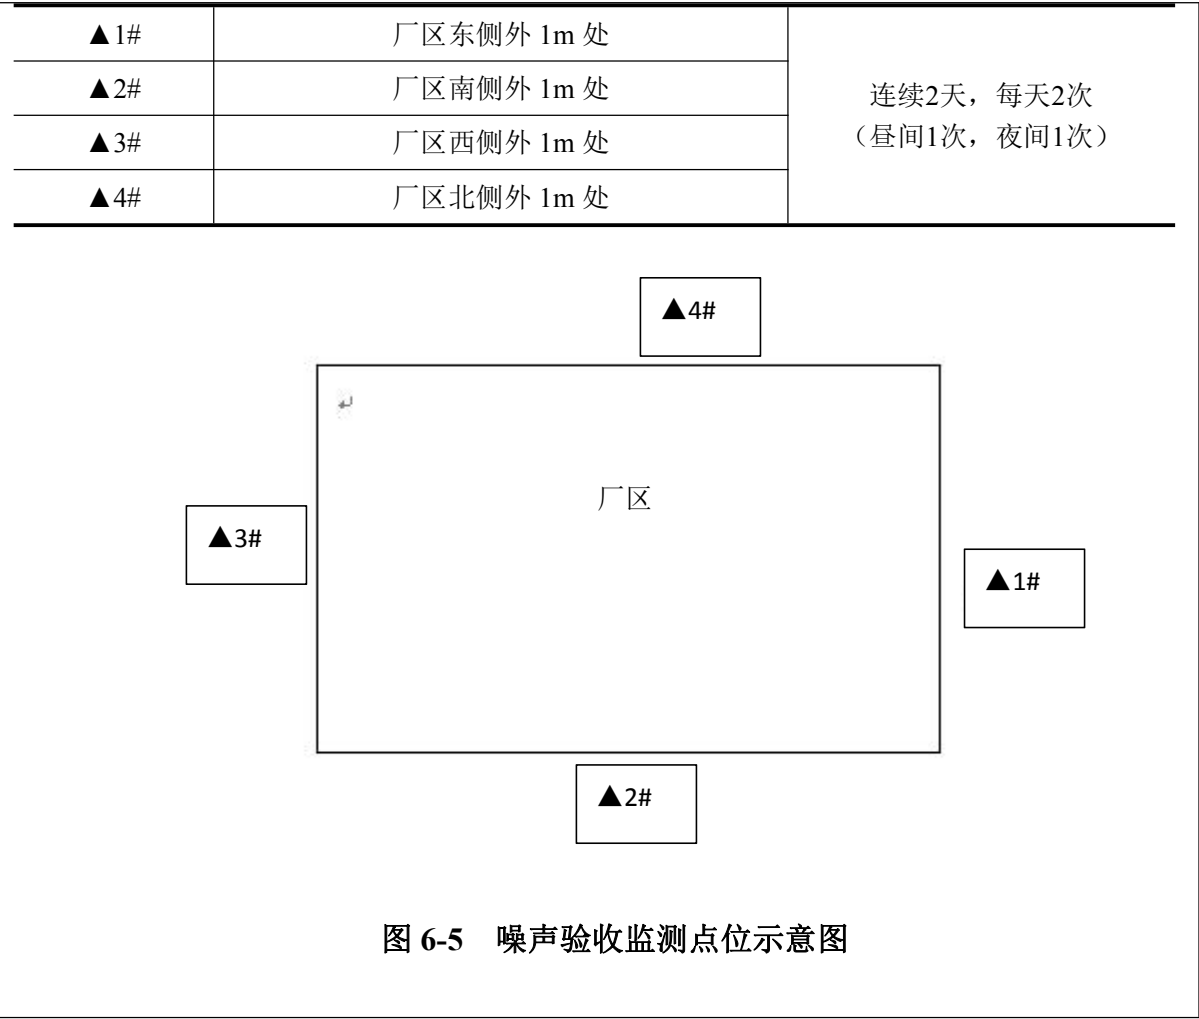 ▲1# 厂区东侧外 1m 处
▲2# 厂区南侧外 1m 处
连续2天，每天2次
（昼间1次，夜间1次）
▲3# 厂区西侧外 1m 处
▲4# 厂区北侧外 1m 处
▲4#
厂区
▲3#
▲1#
▲2#
图 6-5 噪声验收监测点位示意图